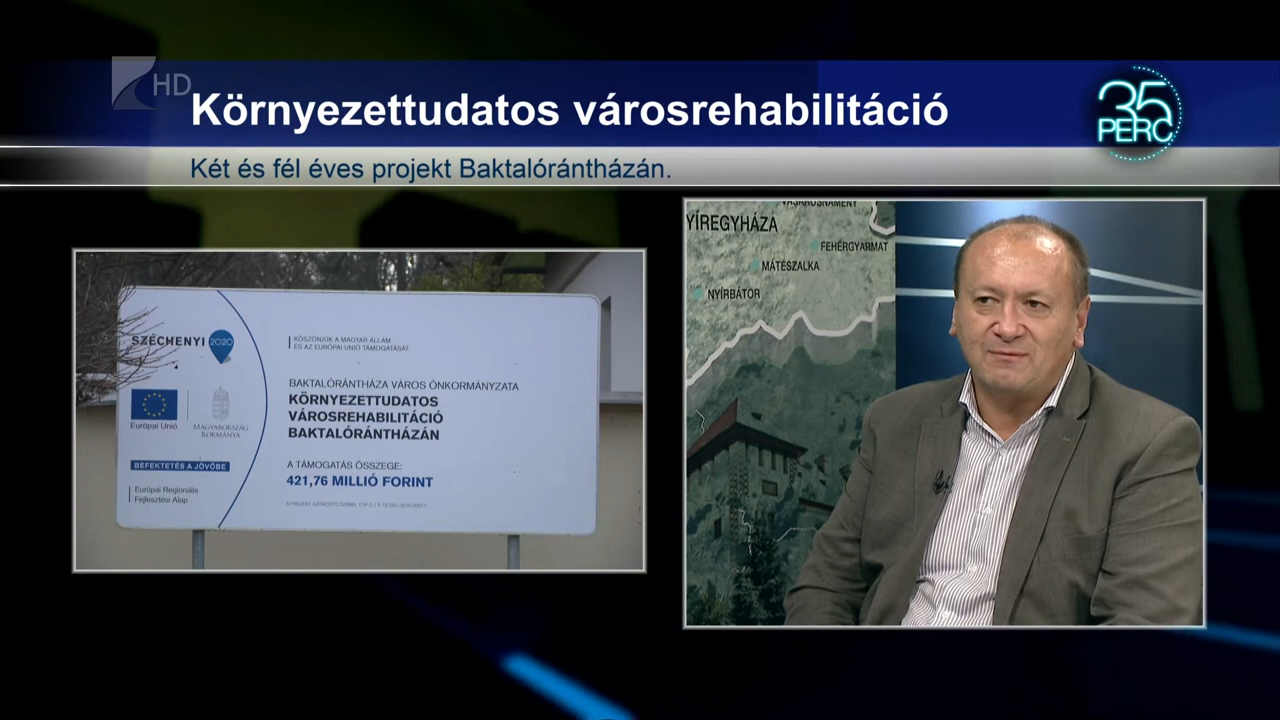 HD
Környezettudatos városrehabilitáció
35
PERC
Két és fél éves projekt Baktalórántházán.
SZÉCHENYI 2020
KÖSZÖNJÜK A MAGYAR ÁLLAM
ÉS AZ EURÓPAI UNIÓ TÁMOGATÁSÁT.
BAKTALÓRÁNTHÁZA VÁROS ÖNKORMÁNYZATA
KÖRNYEZETTUDATOS
VÁROSREHABILITÁCIÓ
BAKTALÓRÁNTHÁZÁN
Európai Unió
MAGYARORSZÁG
KORMÁNYA
BEFEKTETÉS A JÖVŐBE
Európai Regionális
Fejlesztési Alap
A TÁMOGATÁS ÖSSZEGE:
421,76 MILLIÓ FORINT
VÁSÁROSNAMÉNY
YÍREGYHÁZA
FEHÉRGYARMAT
MÁTÉSZALKA
NYÍRBÁTOR